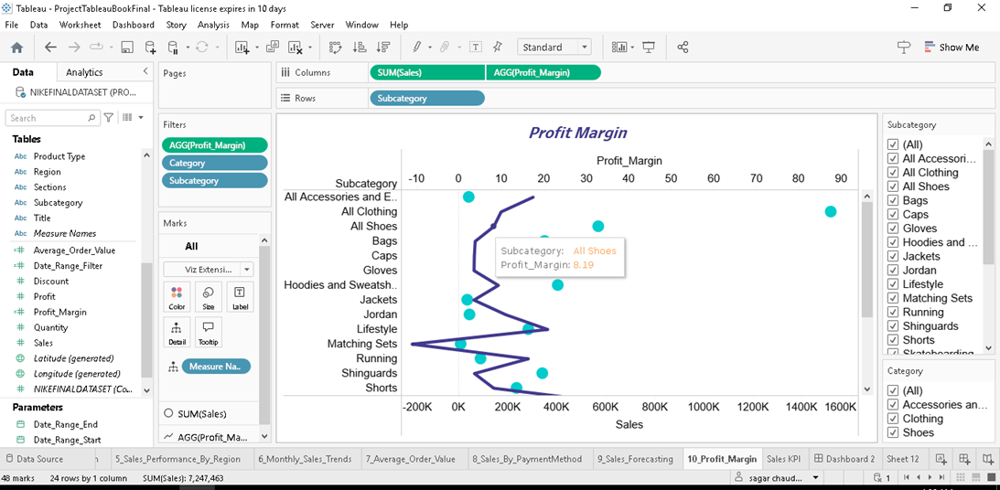 Tableau - ProjectTableauBookFinal - Tableau license expires in 10 days
File Data Worksheet Dashboard Story Analysis Map Format Server Window Help
Standard
Show Me
Data Analytics
NIKEFINALDATASET (PRO...
Search
Tables
Abc Product Type
Abc Region
Abc Sections
Abc Subcategory
Abc Title
Abc Measure Names
Average_Order_Value
Date_Range_Filter
Discount
Profit
Profit_Margin
Quantity
Sales
Latitude (generated)
Longitude (generated)
NIKEFINALDATASET (Co...
Parameters
Date_Range_End
Date_Range_Start
Pages
Filters
AGG(Profit_Margin)
Category
Subcategory
Marks
All
Viz Extensi...
Color Size Label
Detail Tooltip
Measure Na..
SUM(Sales)
AGG(Profit_Ma...
Columns SUM(Sales) AGG(Profit_Margin)
Rows Subcategory
Profit Margin
Profit_Margin
Subcategory -10 0 10 20 30 40 50 60 70 80 90
All Accessories and E..
All Clothing
All Shoes
Bags
Caps
Gloves
Hoodies and Sweatsh..
Jackets
Jordan
Lifestyle
Matching Sets
Running
Shinguards
Shorts
Subcategory: All Shoes
Profit_Margin: 8.19
-200K 0K 200K 400K 600K 800K 1000K 1200K 1400K 1600K
Sales
Subcategory
(All)
All Accessori...
All Clothing
All Shoes
Bags
Caps
Gloves
Hoodies and ...
Jackets
Jordan
Lifestyle
Matching Sets
Running
Shinguards
Shorts
Skateboarding
Category
(All)
Accessories an...
Clothing
Shoes
Data Source 5_Sales_Performance_By_Region 6_Monthly_Sales_Trends 7_Average_Order_Value 8_Sales_By_PaymentMethod 9_Sales_Forecasting 10_Profit_Margin Sales KPI Dashboard 2 Sheet 12
48 marks 24 rows by 1 column SUM(Sales): 7,247,463 sagar chaud... 1